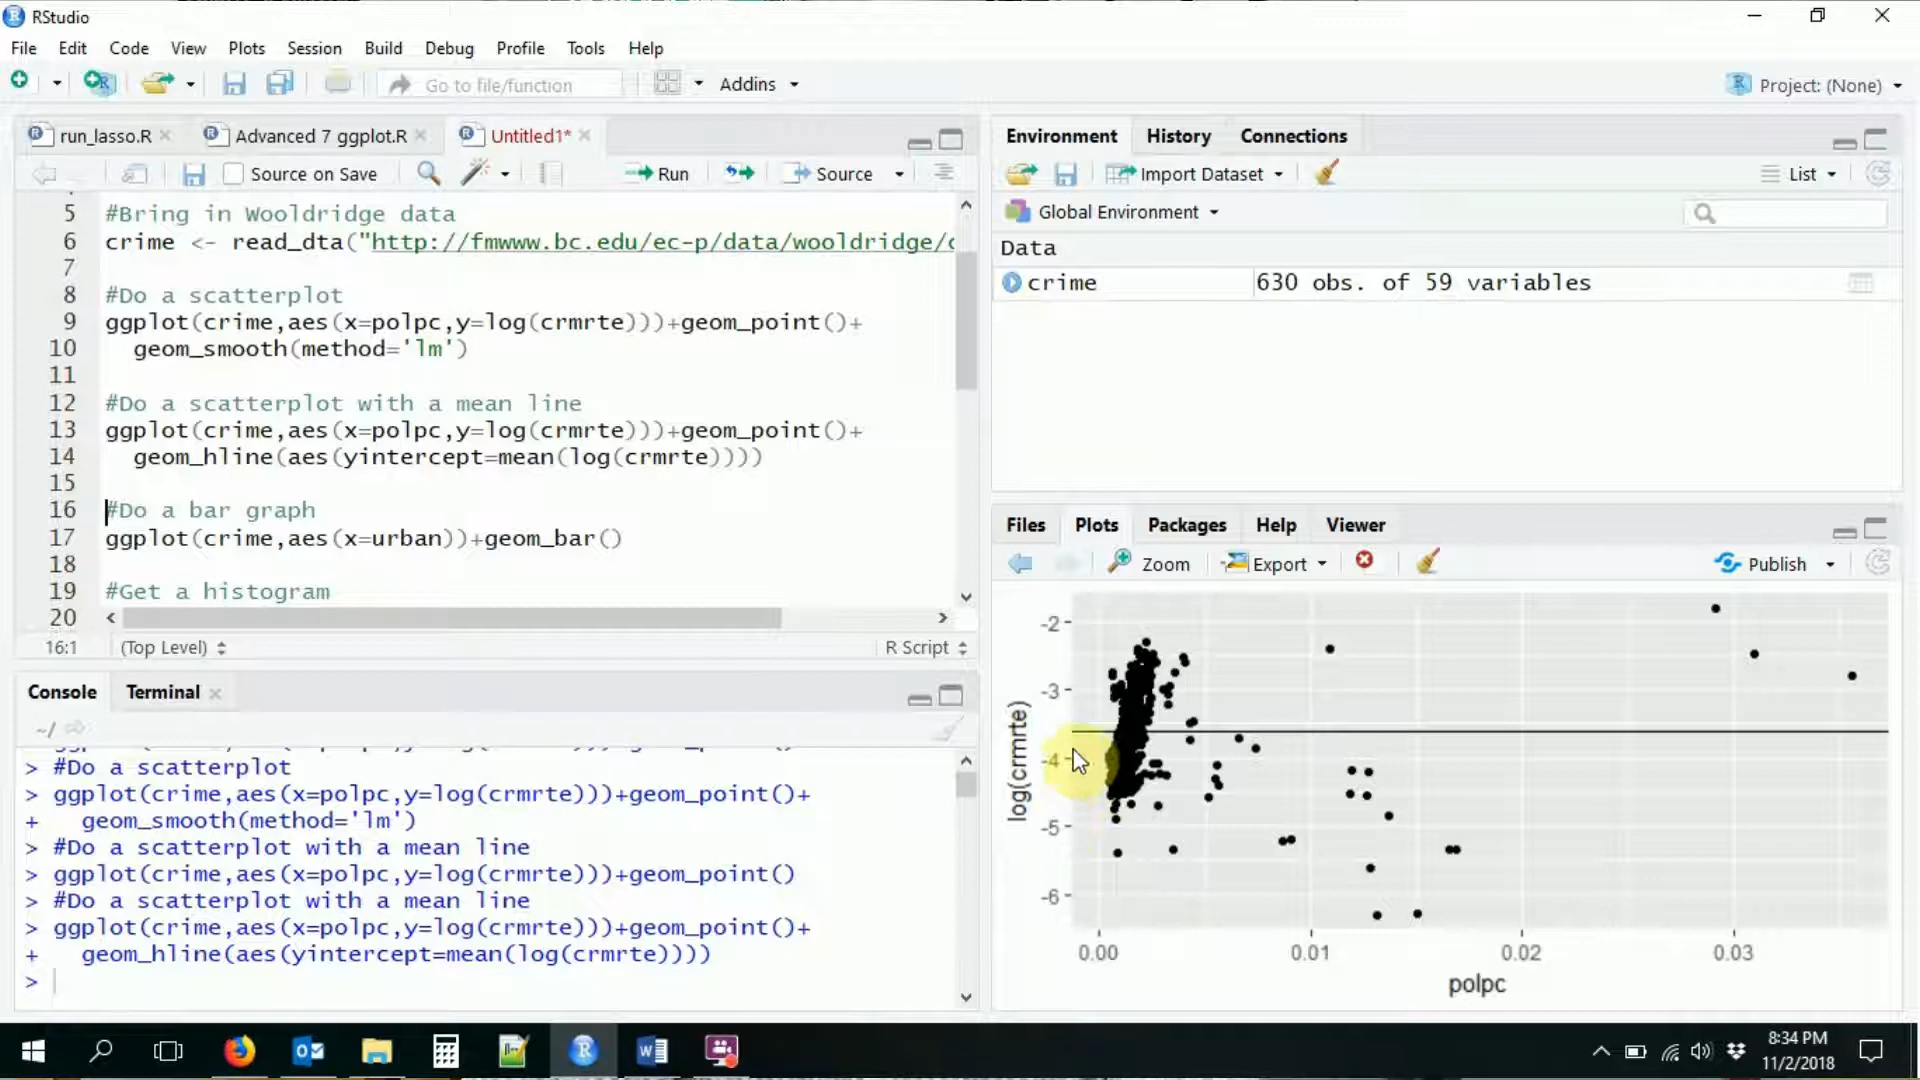 RStudio
File Edit Code View Plots Session Build Debug Profile Tools Help
Go to file/function Addins Project: (None)
run_lasso.R Advanced 7 ggplot.R Untitled1*
Source on Save Run Source
5 #Bring in Wooldridge data
6 crime <- read_dta("http://fmwww.bc.edu/ec-p/data/wooldridge/
7
8 #Do a scatterplot
9 ggplot(crime,aes(x=polpc,y=log(crmrte)))+geom_point()+
10 geom_smooth(method='lm')
11
12 #Do a scatterplot with a mean line
13 ggplot(crime,aes(x=polpc,y=log(crmrte)))+geom_point()+
14 geom_hline(aes(yintercept=mean(log(crmrte))))
15
16 #Do a bar graph
17 ggplot(crime,aes(x=urban))+geom_bar()
18
19 #Get a histogram
20
16:1 (Top Level) R Script
Console Terminal
~/
> #Do a scatterplot
> ggplot(crime,aes(x=polpc,y=log(crmrte)))+geom_point()+
+ geom_smooth(method='lm')
> #Do a scatterplot with a mean line
> ggplot(crime,aes(x=polpc,y=log(crmrte)))+geom_point()
> #Do a scatterplot with a mean line
> ggplot(crime,aes(x=polpc,y=log(crmrte)))+geom_point()+
+ geom_hline(aes(yintercept=mean(log(crmrte))))
>
Environment History Connections
Import Dataset List
Global Environment
Data
crime 630 obs. of 59 variables
Files Plots Packages Help Viewer
Zoom Export Publish
-2
-3
-4
-5
-6
log(crmrte)
0.00 0.01 0.02 0.03
polpc
8:34 PM
11/2/2018